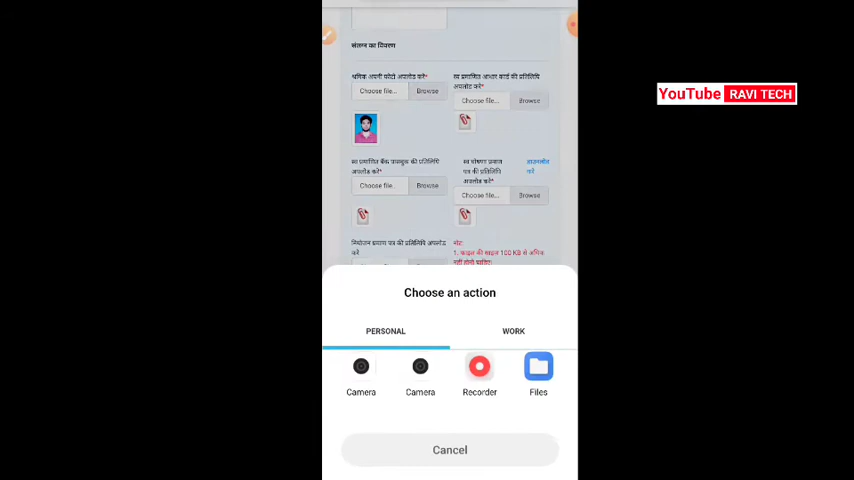 संलग्न का विवरण
श्रमिक अपनी फोटो अपलोड करें*
Choose file...
Browse
स्व प्रमाणित आधार कार्ड की प्रतिलिपि
अपलोड करें*
Choose file...
Browse
स्व प्रमाणित बैंक पासबुक की प्रतिलिपि
अपलोड करें*
Choose file...
Browse
स्व घोषणा प्रमाण
पत्र की प्रतिलिपि
अपलोड करें*
डाउनलोड
करें
Choose file...
Browse
नियोजन प्रमाण पत्र की प्रतिलिपि अपलोड
करें
नोट:
1. फाइल की साइज 100 KB से अधिक
नहीं होनी चाहिए।
Choose an action
PERSONAL
WORK
Camera
Camera
Recorder
Files
Cancel
YouTube RAVI TECH